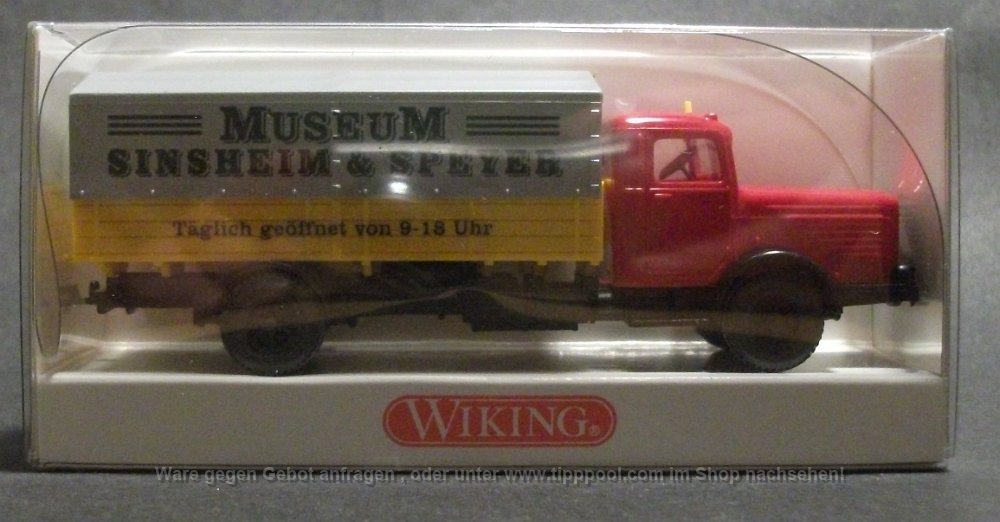 MUSEUM
SINSHEIM & SPEYER
Täglich geöffnet von 9-18 Uhr
WIKING®
Ware gegen Gebot anfragen , oder unter www.tipppool.com im Shop nachsehen!